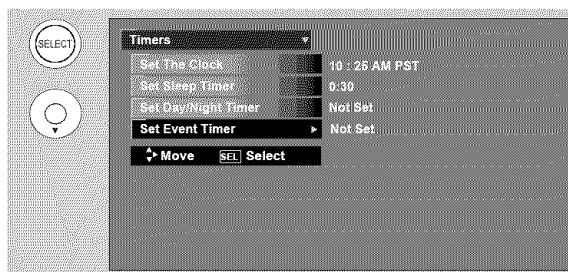 SELECT
Timers
Set The Clock 10 : 25 AM PST
Set Sleep Timer 0:30
Set Day/Night Timer Not Set
Set Event Timer Not Set
Move SEL Select